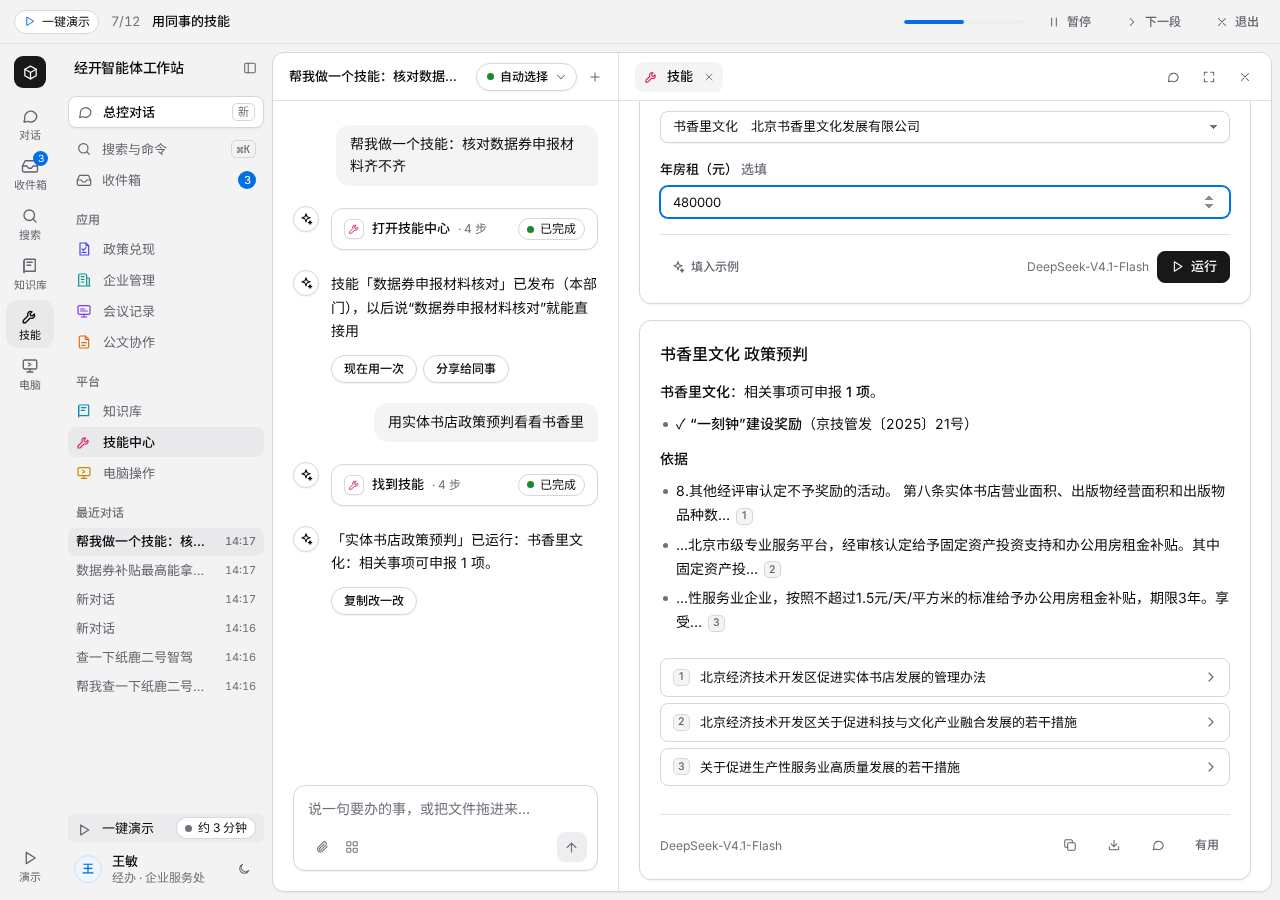 一键演示
7/12
用同事的技能
暂停
下一段
退出
对话
3
收件箱
搜索
知识库
技能
电脑
演示
经开智能体工作站
总控对话
新
搜索与命令
⌘K
收件箱
3
应用
政策兑现
企业管理
会议记录
公文协作
平台
知识库
技能中心
电脑操作
最近对话
帮我做一个技能：核... 14:17
数据券补贴最高能拿... 14:17
新对话 14:17
新对话 14:16
查一下纸鹿二号智驾 14:16
帮我查一下纸鹿二号... 14:16
一键演示
约 3 分钟
王
王敏
经办 · 企业服务处
帮我做一个技能：核对数据...
自动选择
帮我做一个技能：核对数据券申报材
料齐不齐
打开技能中心 · 4 步
已完成
技能「数据券申报材料核对」已发布（本部
门），以后说“数据券申报材料核对”就能直
接用
现在用一次
分享给同事
用实体书店政策预判看看书香里
找到技能 · 4 步
已完成
「实体书店政策预判」已运行：书香里文
化：相关事项可申报 1 项。
复制改一改
说一句要办的事，或把文件拖进来...
技能
书香里文化 北京书香里文化发展有限公司
年房租（元） 选填
480000
填入示例
DeepSeek-V4.1-Flash
运行
书香里文化 政策预判
书香里文化：相关事项可申报 1 项。
✓ “一刻钟”建设奖励（京技管发〔2025〕21号）
依据
8.其他经评审认定不予奖励的活动。 第八条实体书店营业面积、出版物经营面积和出版物
品种数... 1
...北京市级专业服务平台，经审核认定给予固定资产投资支持和办公用房租金补贴。其中
固定资产投... 2
...性服务业企业，按照不超过1.5元/天/平方米的标准给予办公用房租金补贴，期限3年。享
受... 3
1 北京经济技术开发区促进实体书店发展的管理办法
2 北京经济技术开发区关于促进科技与文化产业融合发展的若干措施
3 关于促进生产性服务业高质量发展的若干措施
DeepSeek-V4.1-Flash
有用